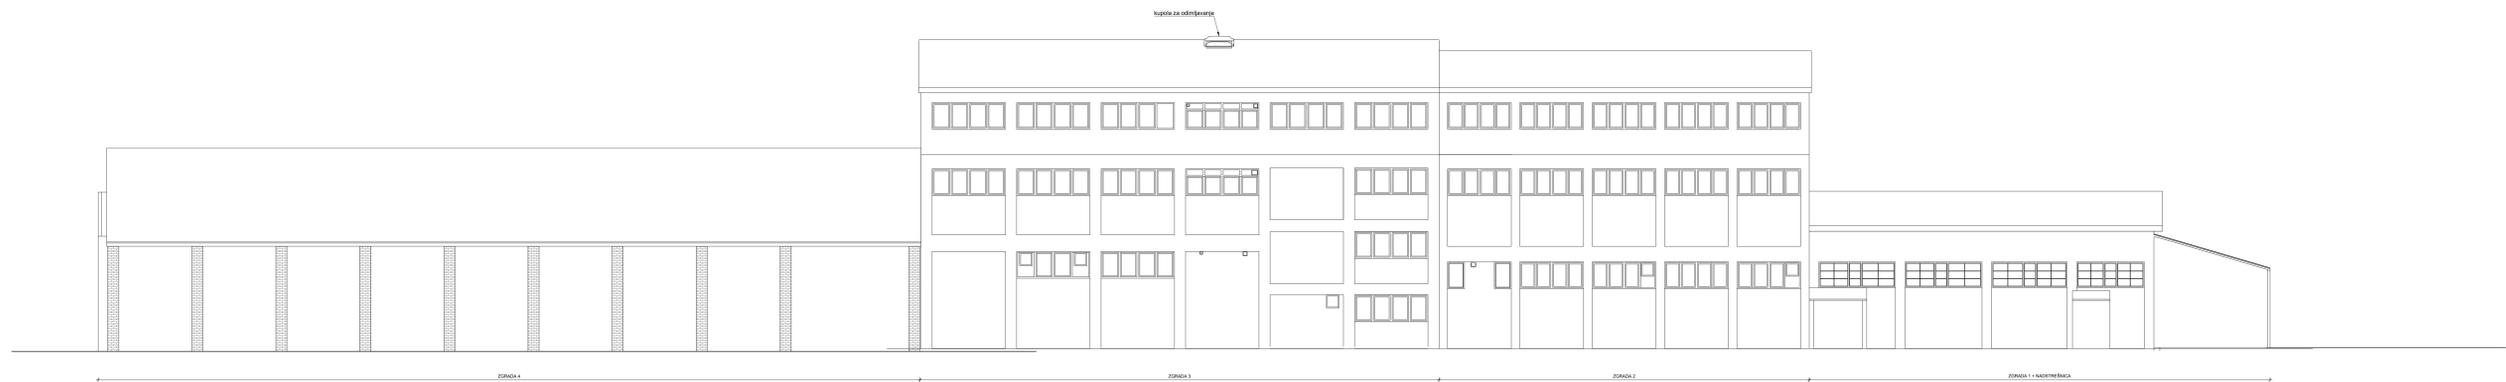 kupola za odimljavanje
ZGRADA 4
ZGRADA 3
ZGRADA 2
ZGRADA 1 + NADSTREŠNICA